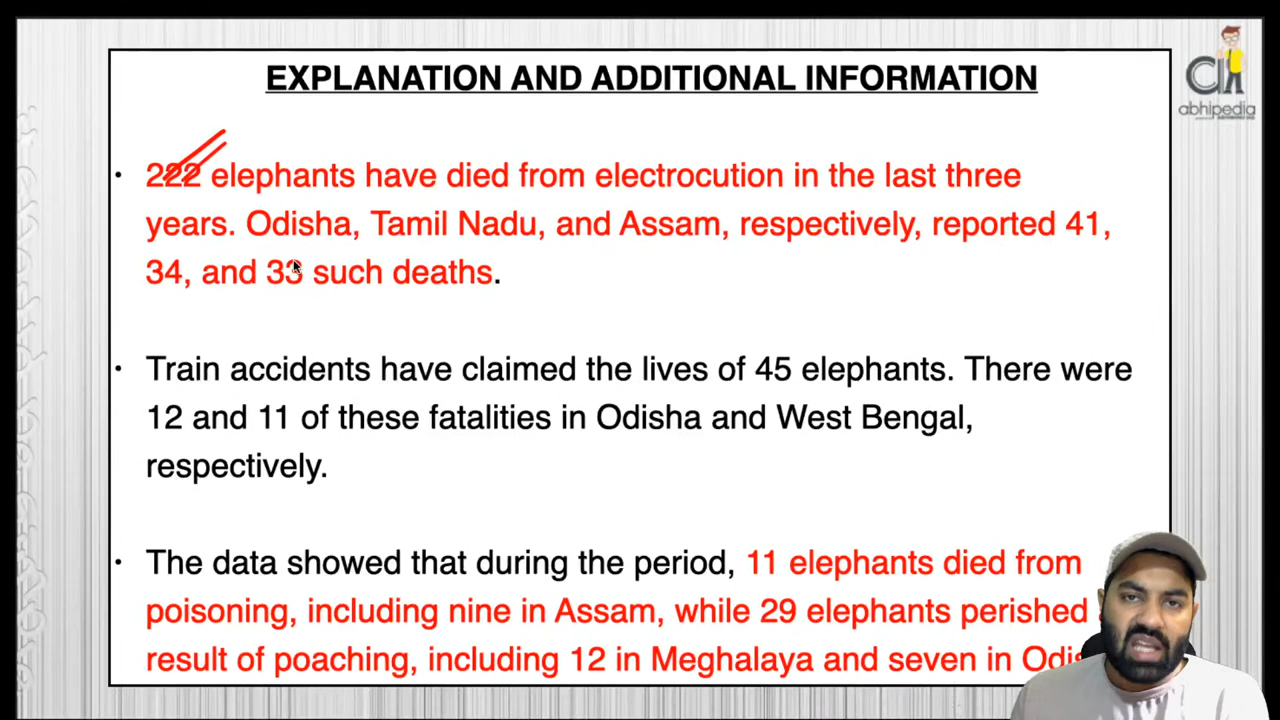 EXPLANATION AND ADDITIONAL INFORMATION
abhipedia
• 222 elephants have died from electrocution in the last three
years. Odisha, Tamil Nadu, and Assam, respectively, reported 41,
34, and 33 such deaths.
• Train accidents have claimed the lives of 45 elephants. There were
12 and 11 of these fatalities in Odisha and West Bengal,
respectively.
• The data showed that during the period, 11 elephants died from
poisoning, including nine in Assam, while 29 elephants perished
result of poaching, including 12 in Meghalaya and seven in